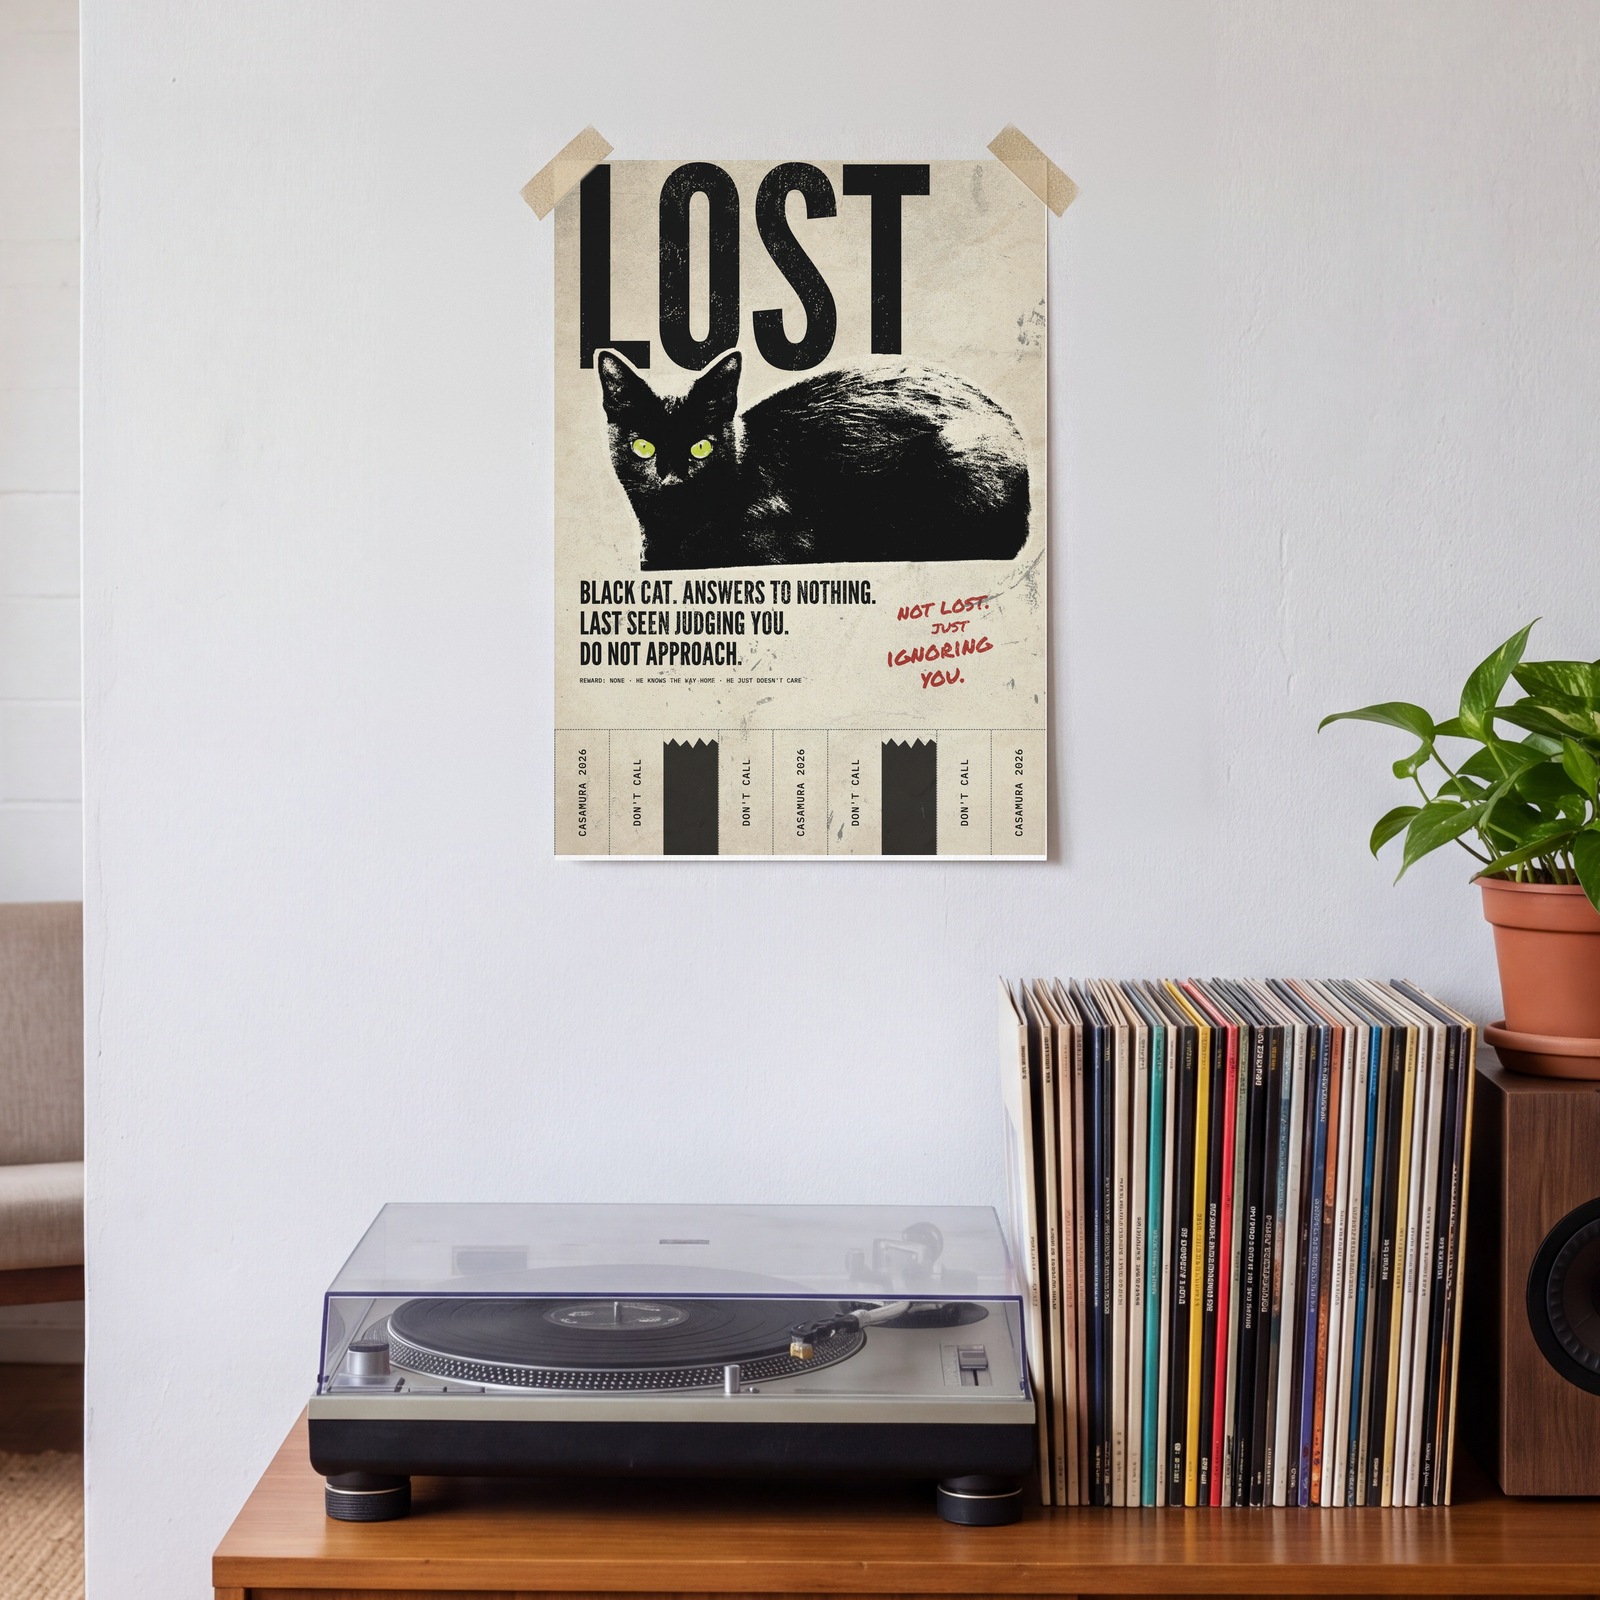 LOST
BLACK CAT. ANSWERS TO NOTHING.
LAST SEEN JUDGING YOU.
DO NOT APPROACH.
REWARD: NONE · HE KNOWS THE WAY HOME · HE JUST DOESN'T CARE
NOT LOST.
JUST
IGNORING
YOU.
CASAMURA 2026
DON'T CALL
DON'T CALL
CASAMURA 2026
DON'T CALL
DON'T CALL
CASAMURA 2026